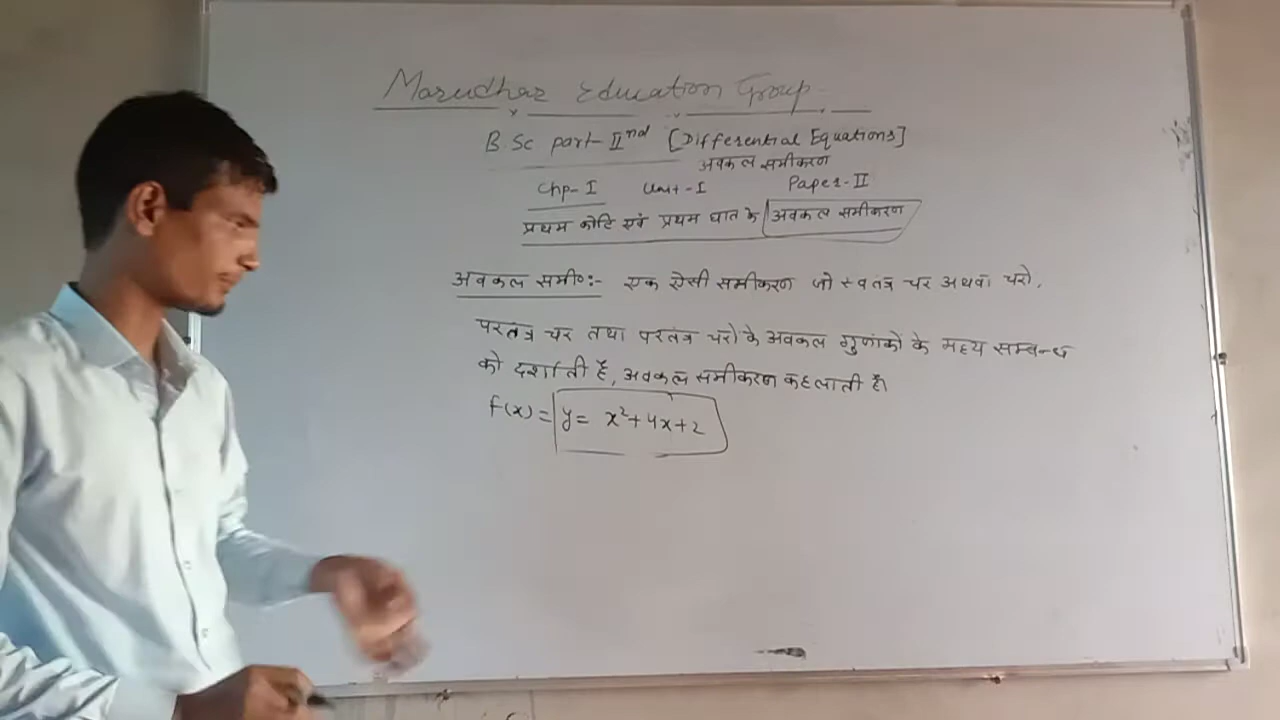 Marudhar Education Group
B.Sc part-IInd [Differential Equations]
अवकल समीकरण
Chp-I Unit-I Paper-II
प्रथम कोटि एवं प्रथम घात के अवकल समीकरण
अवकल समी०:- एक ऐसी समीकरण जो स्वतंत्र चर अथवा चरो,
परतंत्र चर तथा परतंत्र चरो के अवकल गुणांकों के मध्य सम्बन्ध
को दर्शाती है, अवकल समीकरण कहलाती है।
f(x) = y = x²+4x+2